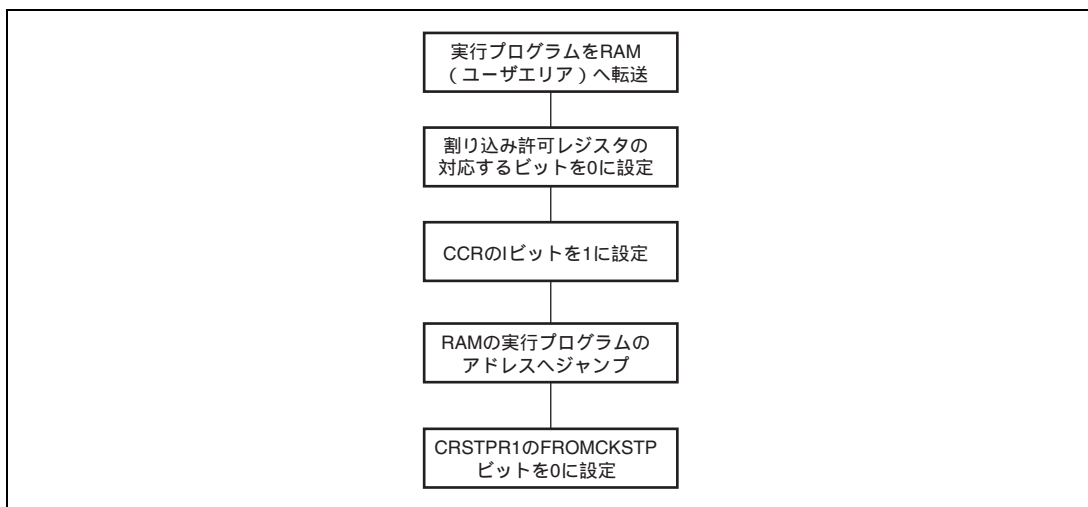 実行プログラムをRAM
（ユーザエリア）へ転送
割り込み許可レジスタの
対応するビットを0に設定
CCRのIビットを1に設定
RAMの実行プログラムの
アドレスへジャンプ
CRSTPR1のFROMCKSTP
ビットを0に設定